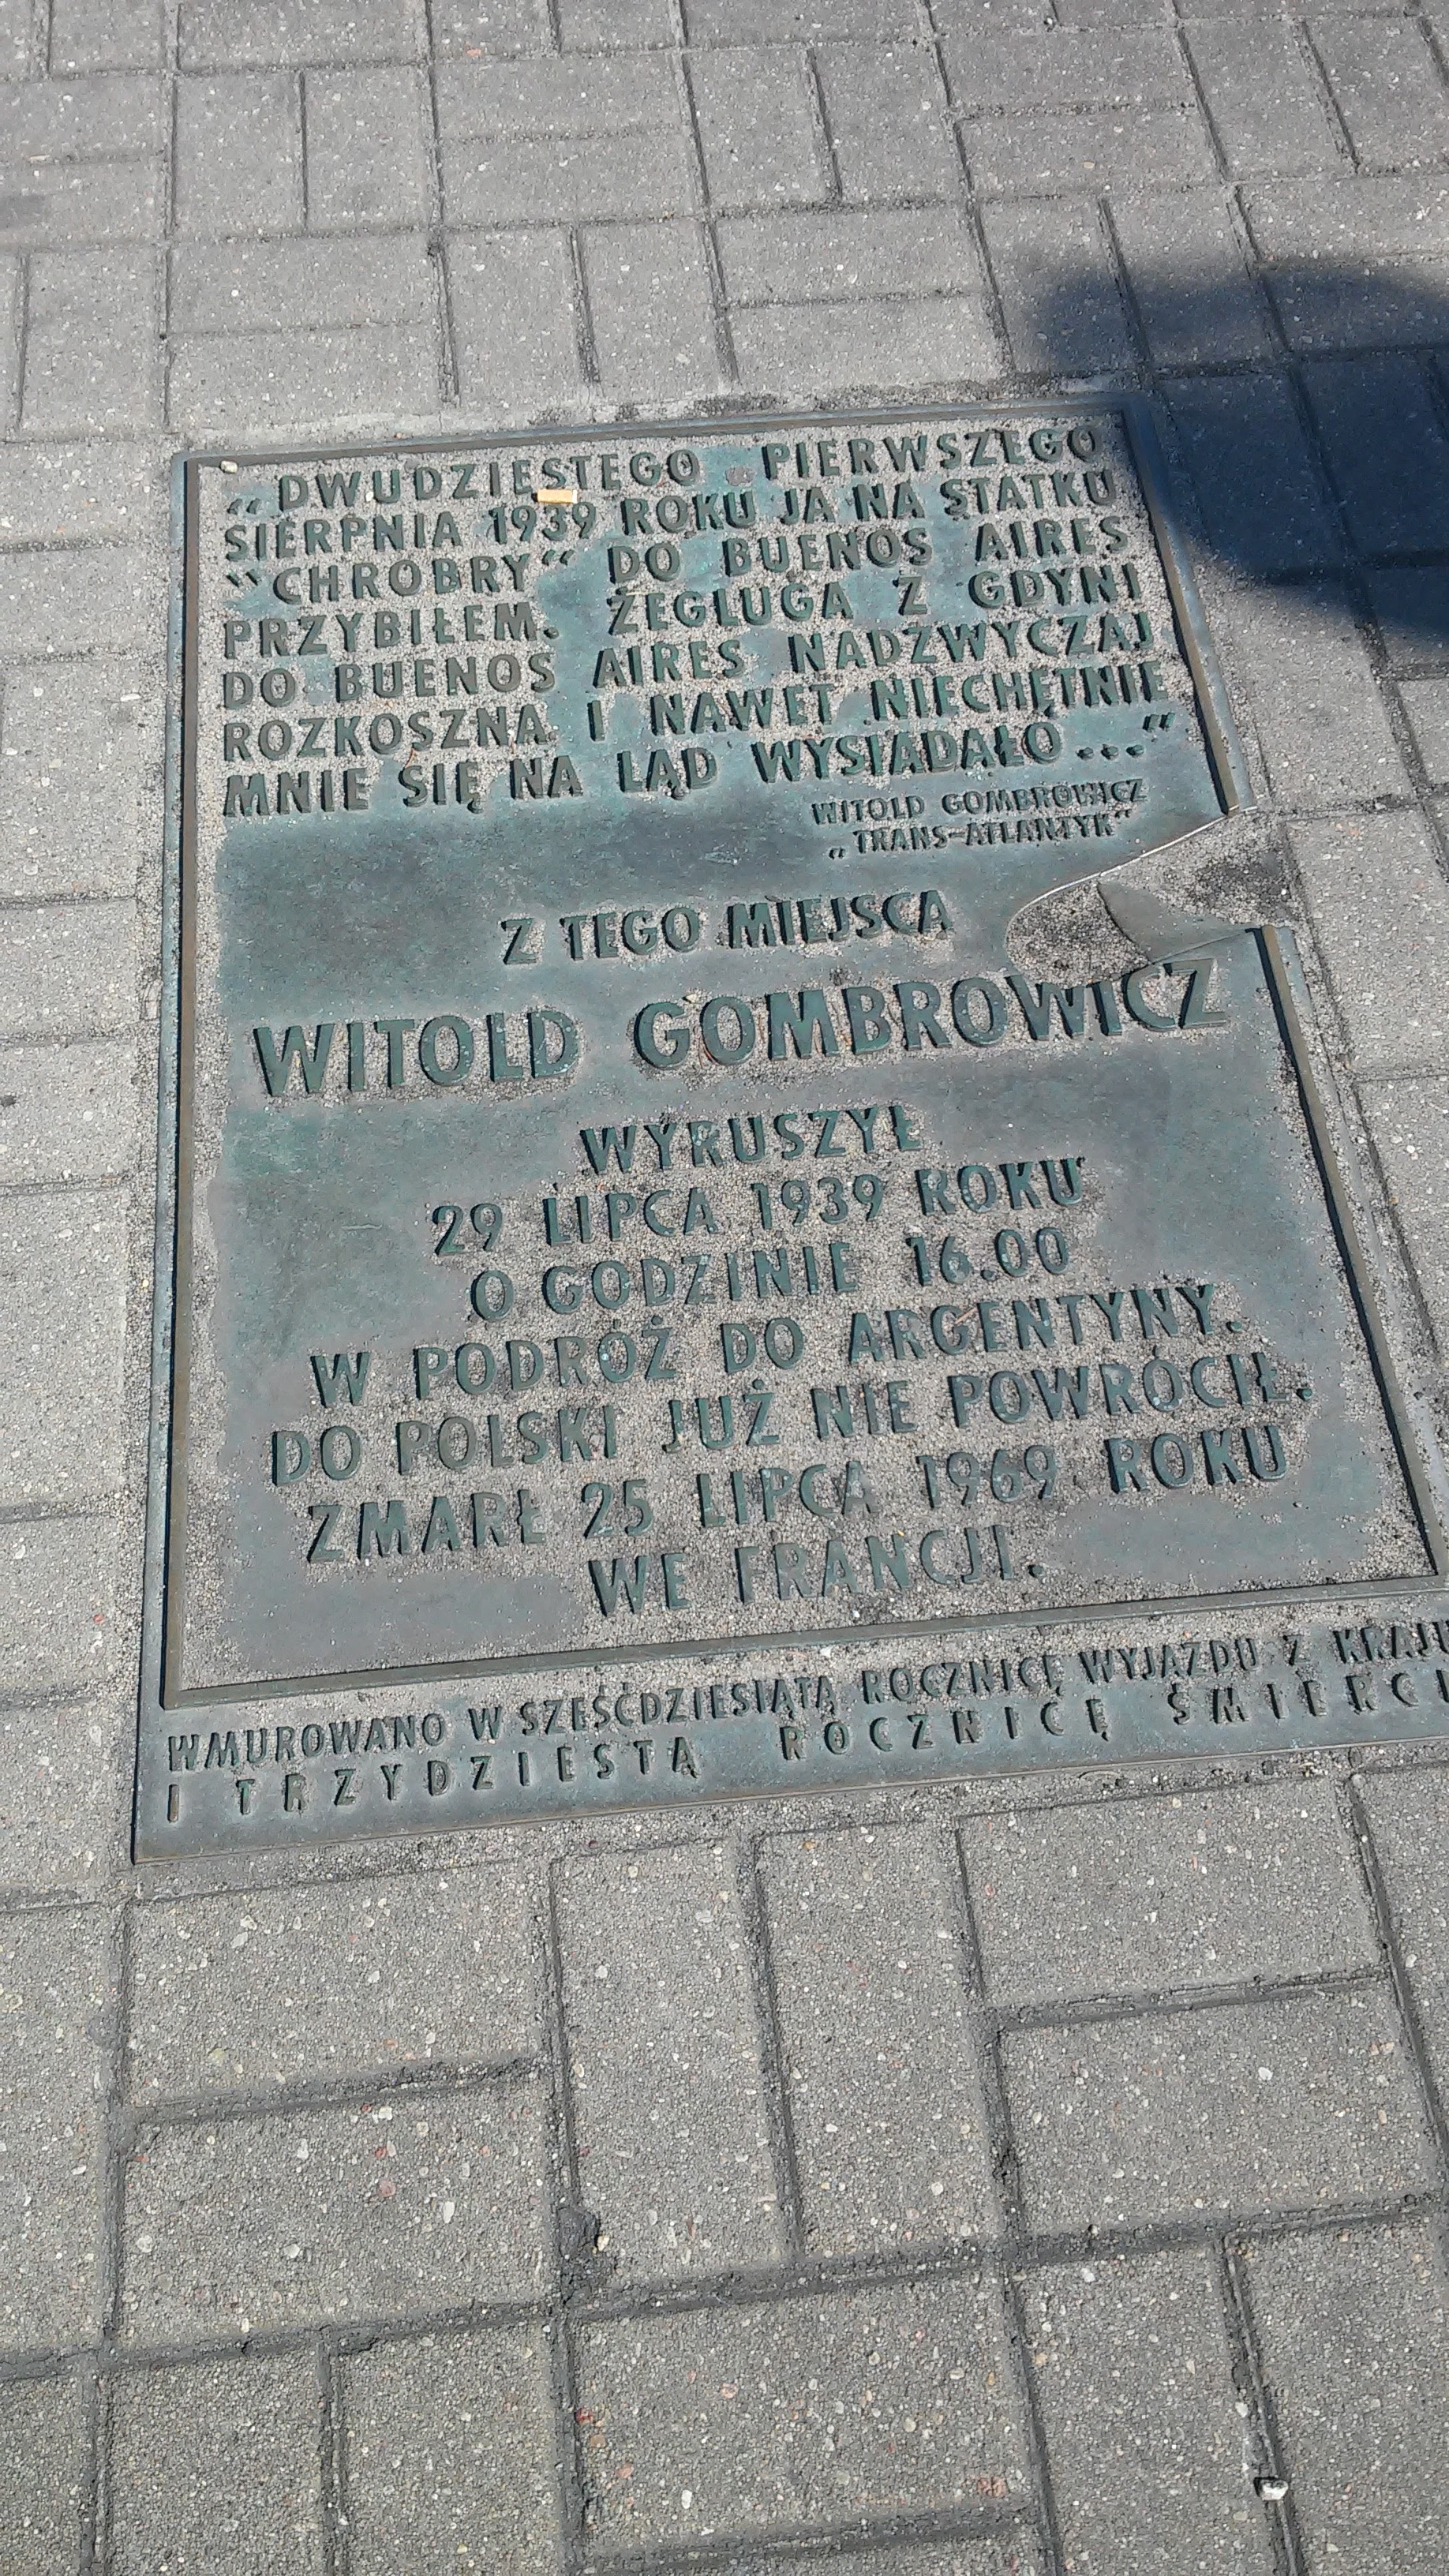 „DWUDZIESTEGO PIERWSZEGO
SIERPNIA 1939 ROKU JA NA STATKU
“CHROBRY“ DO BUENOS AIRES
PRZYBIŁEM. ŻEGLUGA Z GDYNI
DO BUENOS AIRES NADZWYCZAJ
ROZKOSZNA I NAWET NIECHĘTNIE
MNIE SIĘ NA LĄD WYSIADAŁO..."
WITOLD GOMBROWICZ
„TRANS-ATLANTYK"
Z TEGO MIEJSCA
WITOLD GOMBROWICZ
WYRUSZYŁ
29 LIPCA 1939 ROKU
O GODZINIE 16.00
W PODRÓŻ DO ARGENTYNY.
DO POLSKI JUŻ NIE POWRÓCIŁ.
ZMARŁ 25 LIPCA 1969 ROKU
WE FRANCJI.
WMUROWANO W SZEŚĆDZIESIĄTĄ ROCZNICĘ WYJAZDU Z KRAJU
I TRZYDZIESTĄ ROCZNICĘ ŚMIERCI